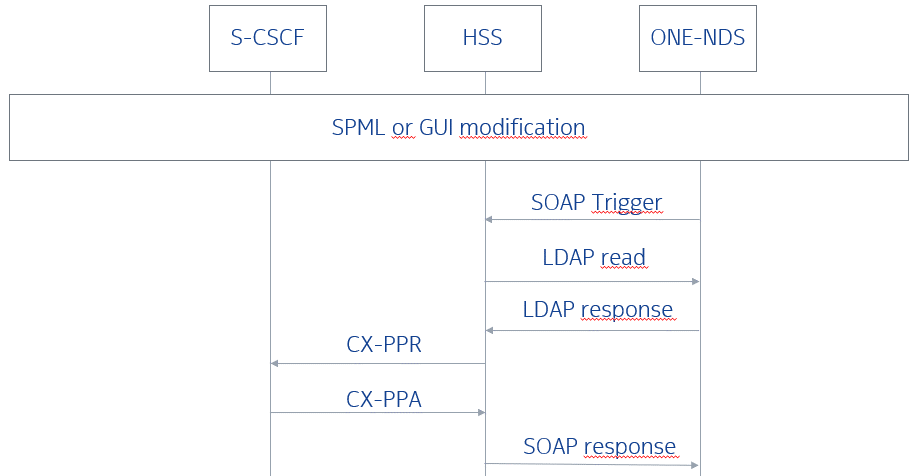 S-CSCF
HSS
ONE-NDS
SPML or GUI modification
SOAP Trigger
LDAP read
LDAP response
CX-PPR
CX-PPA
SOAP response